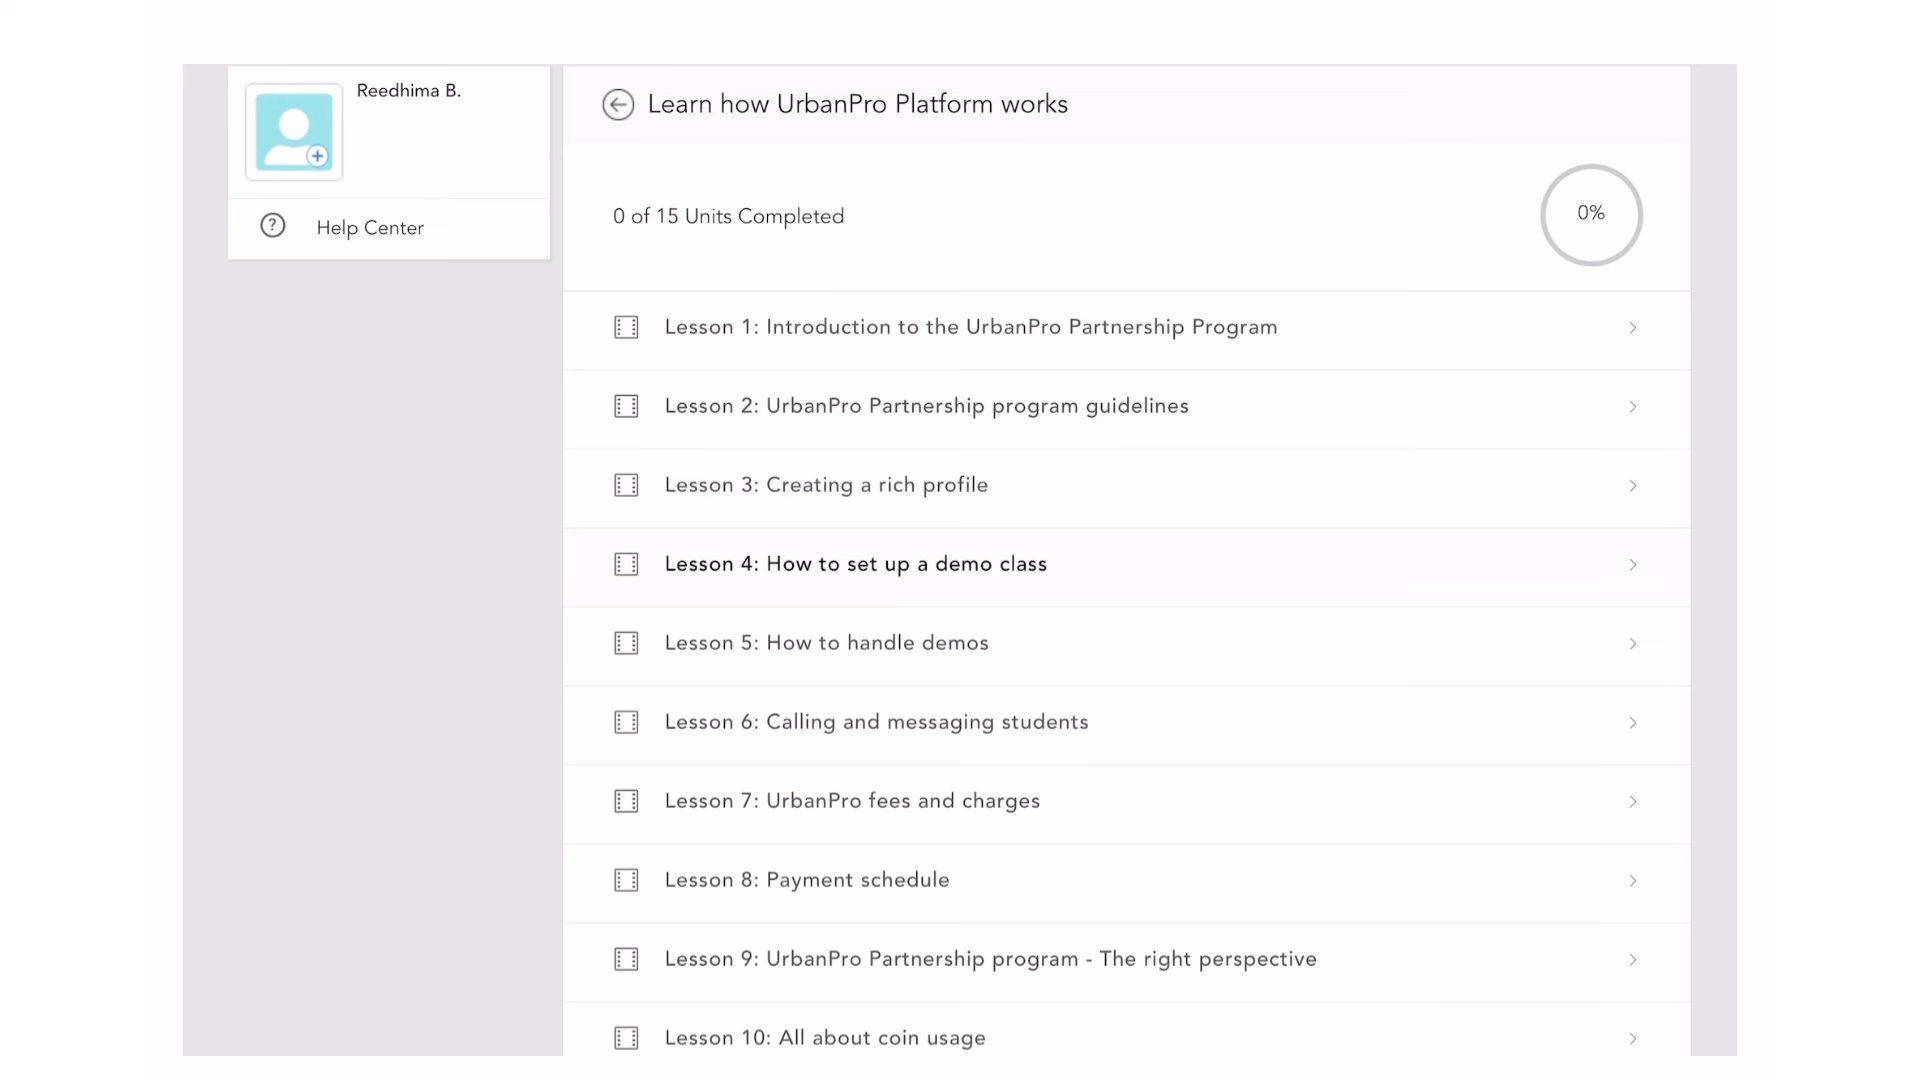 Reedhima B.
Help Center
Learn how UrbanPro Platform works
0 of 15 Units Completed
0%
Lesson 1: Introduction to the UrbanPro Partnership Program
Lesson 2: UrbanPro Partnership program guidelines
Lesson 3: Creating a rich profile
Lesson 4: How to set up a demo class
Lesson 5: How to handle demos
Lesson 6: Calling and messaging students
Lesson 7: UrbanPro fees and charges
Lesson 8: Payment schedule
Lesson 9: UrbanPro Partnership program - The right perspective
Lesson 10: All about coin usage